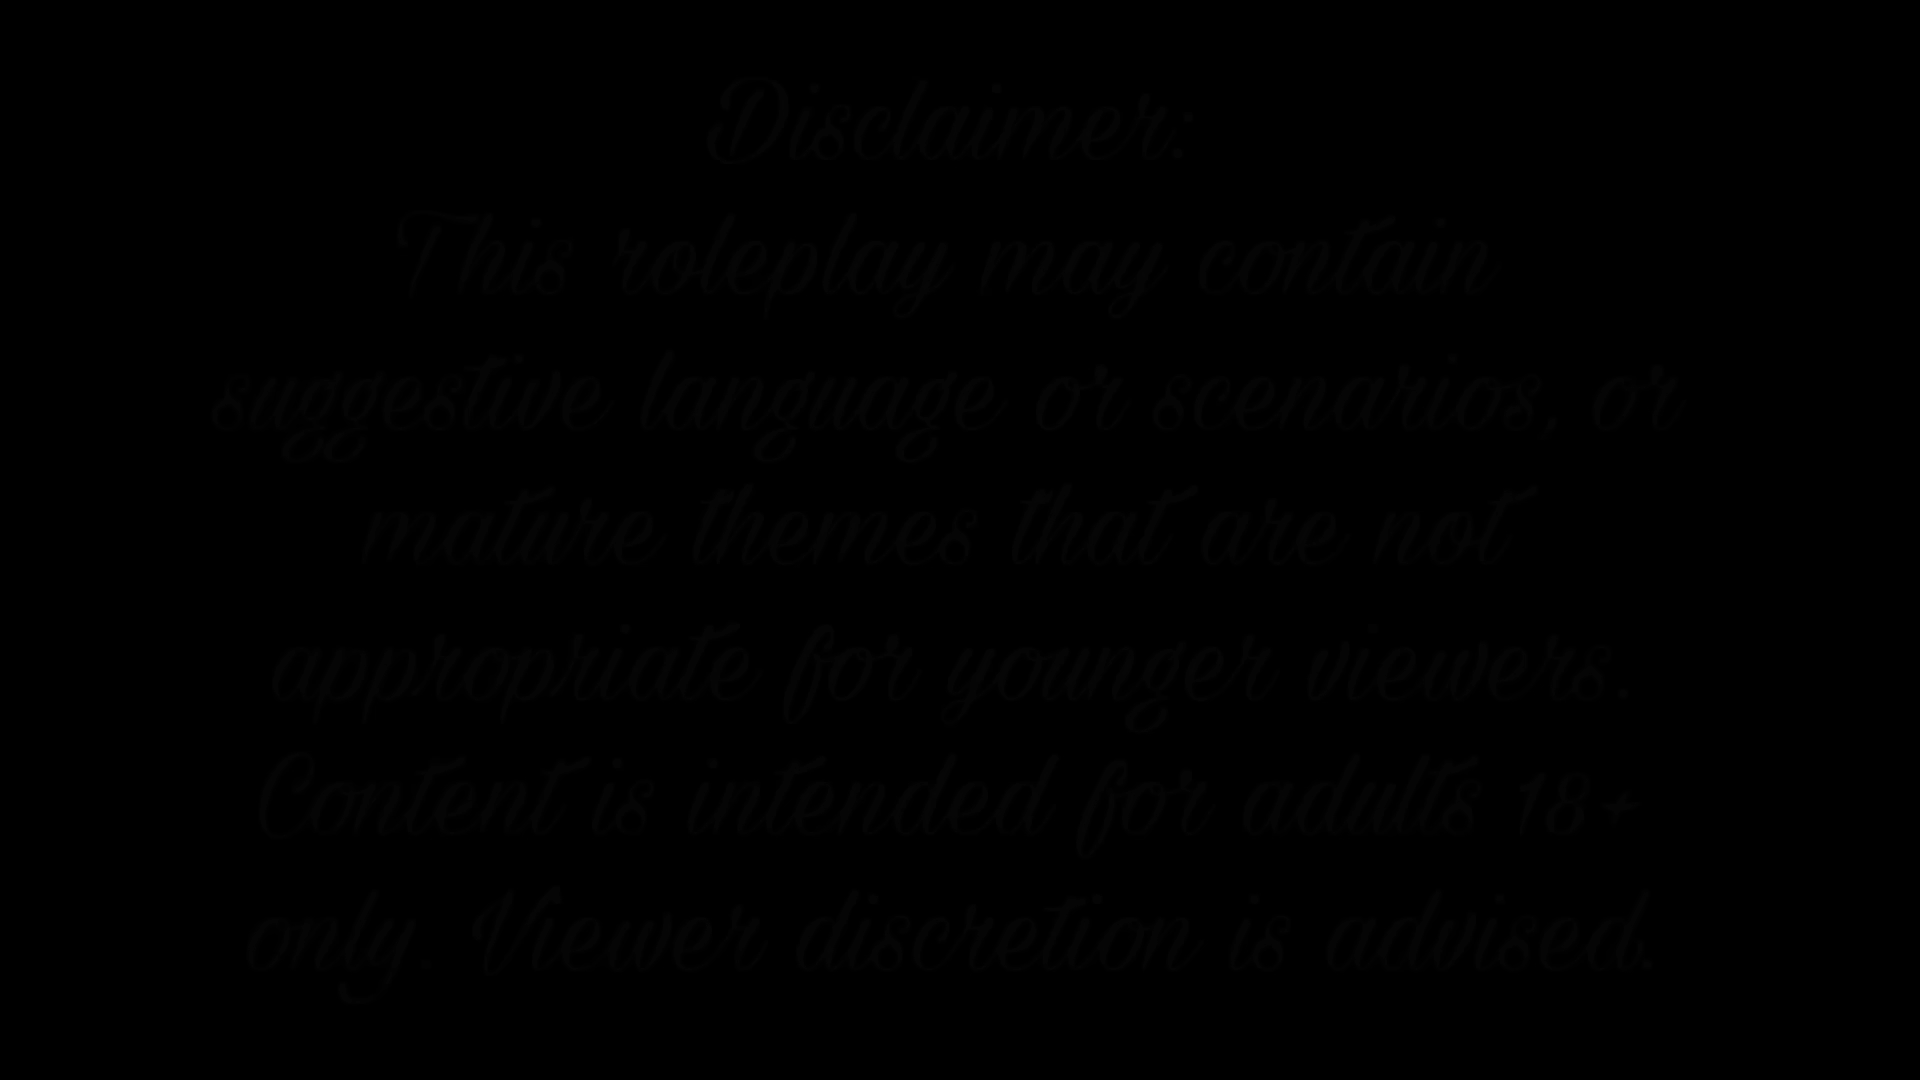 Disclaimer:
This roleplay may contain
suggestive language or scenarios, or
mature themes that are not
appropriate for younger viewers.
Content is intended for adults 18+
only. Viewer discretion is advised.